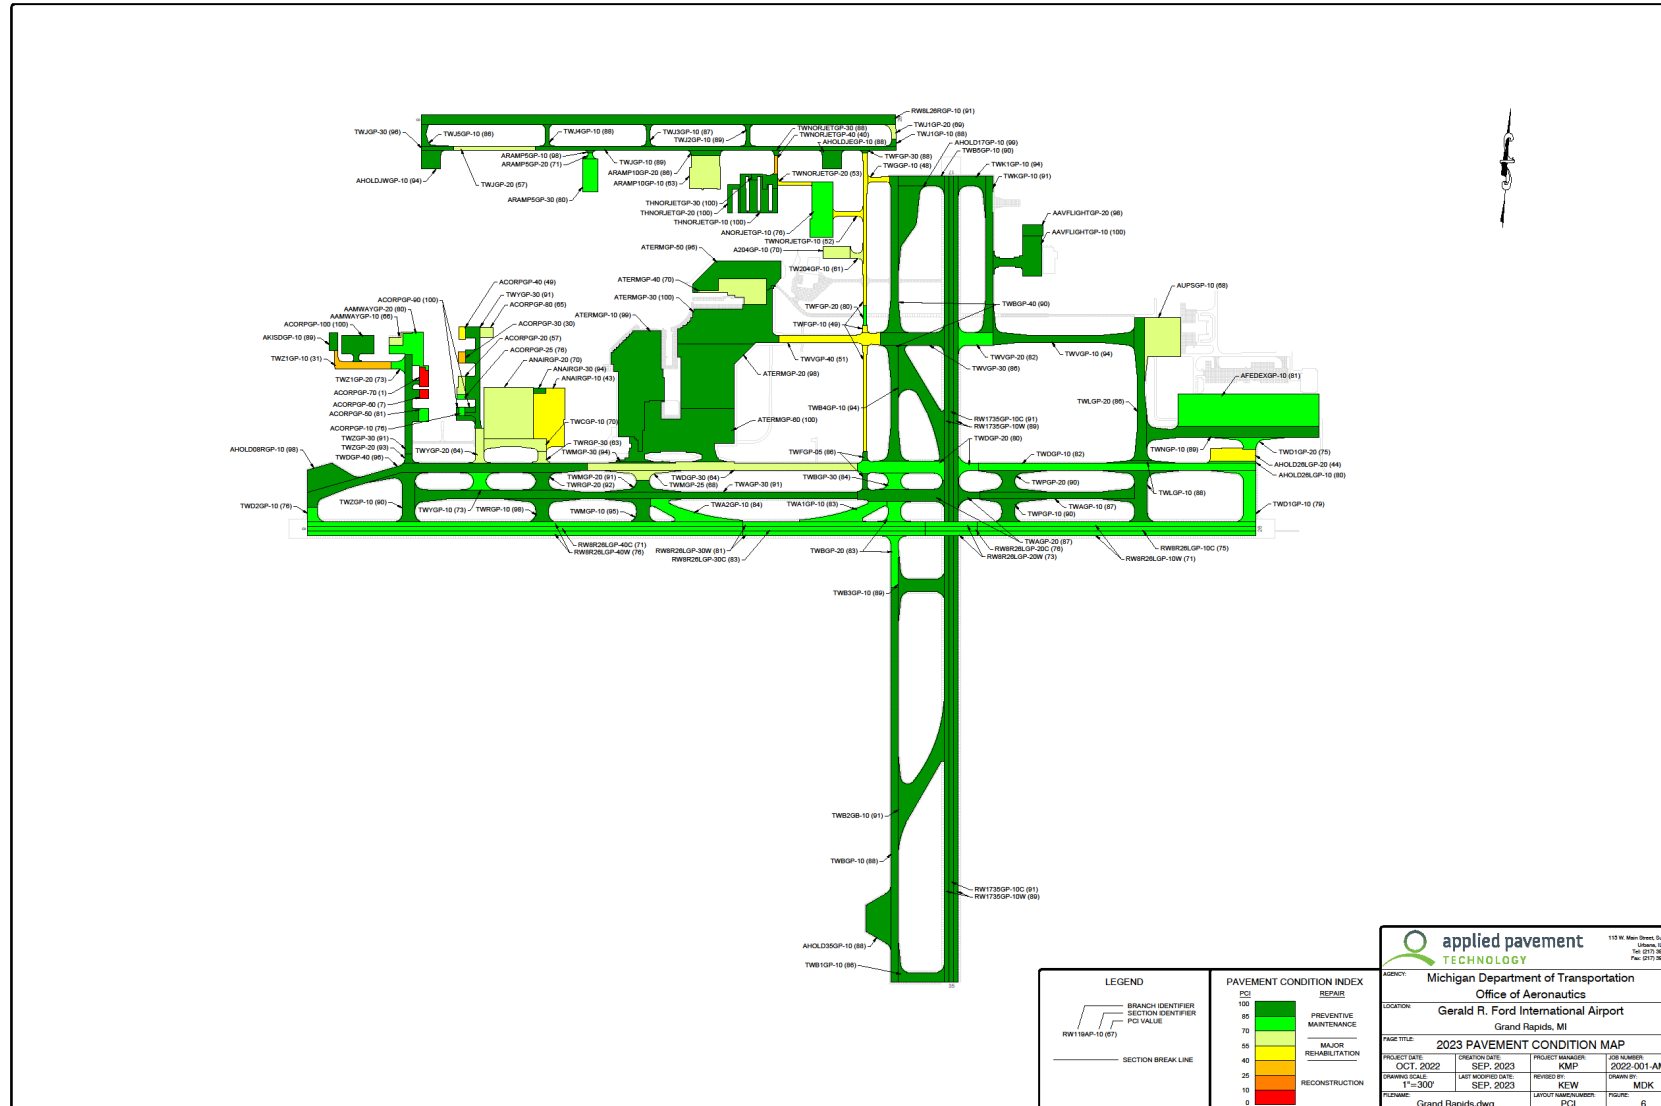 RW8L26RGP-10 (91)
TWJGP-30 (96)
TWJ5GP-10 (86)
TWJ4GP-10 (88)
TWJ3GP-10 (87)
TWJ2GP-10 (89)
TWNORJETGP-30 (88)
TWNORJETGP-40 (40)
AHOLDJEGP-10 (88)
TWJ1GP-20 (69)
TWJ1GP-10 (88)
AHOLD17GP-10 (99)
TWB5GP-10 (90)
ARAMP5GP-10 (98)
ARAMP5GP-20 (71)
TWJGP-10 (89)
ARAMP10GP-20 (86)
ARAMP10GP-10 (63)
TWFGP-30 (88)
TWGGP-10 (48)
TWK1GP-10 (94)
TWKGP-10 (91)
AHOLDJWGP-10 (94)
TWJGP-20 (57)
ARAMP5GP-30 (80)
TWNORJETGP-20 (53)
THNORJETGP-30 (100)
THNORJETGP-20 (100)
THNORJETGP-10 (100)
ANORJETGP-10 (76)
TWNORJETGP-10 (52)
A204GP-10 (70)
TW204GP-10 (61)
AAVFLIGHTGP-20 (98)
AAVFLIGHTGP-10 (100)
ATERMGP-50 (96)
ATERMGP-40 (70)
ATERMGP-30 (100)
ATERMGP-10 (99)
AUPSGP-10 (68)
ACORPGP-40 (49)
TWYGP-30 (91)
ACORPGP-80 (65)
ACORPGP-90 (100)
AAMWAYGP-20 (80)
AAMWAYGP-10 (66)
ACORPGP-100 (100)
ACORPGP-30 (30)
ACORPGP-20 (57)
ACORPGP-25 (76)
AKISDGP-10 (89)
TWZ1GP-10 (31)
ANAIRGP-20 (70)
ANAIRGP-30 (94)
ANAIRGP-10 (43)
TWZ1GP-20 (73)
ACORPGP-70 (1)
ACORPGP-60 (7)
ACORPGP-50 (81)
ACORPGP-10 (76)
TWFGP-20 (80)
TWFGP-10 (49)
TWBGP-40 (90)
TWVGP-40 (51)
TWVGP-20 (82)
TWVGP-30 (86)
TWVGP-10 (94)
ATERMGP-20 (98)
AFEDEXGP-10 (81)
TWLGP-20 (86)
TWB4GP-10 (94)
ATERMGP-60 (100)
RW1735GP-10C (91)
RW1735GP-10W (89)
TWCGP-10 (70)
TWRGP-30 (63)
TWMGP-30 (94)
TWZGP-30 (91)
TWZGP-20 (93)
TWDGP-40 (96)
TWYGP-20 (64)
AHOLD08RGP-10 (98)
TWFGP-05 (86)
TWDGP-20 (80)
TWDGP-10 (82)
TWNGP-10 (89)
TWD1GP-20 (75)
AHOLD26LGP-20 (44)
AHOLD26LGP-10 (80)
TWMGP-20 (91)
TWRGP-20 (92)
TWDGP-30 (64)
TWMGP-25 (68)
TWAGP-30 (91)
TWBGP-30 (84)
TWPGP-20 (90)
TWLGP-10 (88)
TWD2GP-10 (76)
TWZGP-10 (90)
TWYGP-10 (73)
TWRGP-10 (98)
TWMGP-10 (95)
TWA2GP-10 (84)
TWA1GP-10 (83)
TWAGP-10 (87)
TWPGP-10 (90)
TWD1GP-10 (79)
RW8R26LGP-40C (71)
RW8R26LGP-40W (76)
RW8R26LGP-30W (81)
RW8R26LGP-30C (83)
TWBGP-20 (83)
TWAGP-20 (87)
RW8R26LGP-20C (76)
RW8R26LGP-20W (73)
RW8R26LGP-10C (75)
RW8R26LGP-10W (71)
TWB3GP-10 (89)
TWB2GB-10 (91)
TWBGP-10 (88)
RW1735GP-10C (91)
RW1735GP-10W (89)
AHOLD35GP-10 (88)
TWB1GP-10 (86)
35
LEGEND
BRANCH IDENTIFIER
SECTION IDENTIFIER
PCI VALUE
RW119AP-10 (67)
SECTION BREAK LINE
PAVEMENT CONDITION INDEX
PCI REPAIR
100
85
70
55
40
25
10
0
PREVENTIVE
MAINTENANCE
MAJOR
REHABILITATION
RECONSTRUCTION
applied pavement
TECHNOLOGY
115 W. Main Street,
Urbana,
Tel: (217)
Fax: (217)
AGENCY: Michigan Department of Transportation
Office of Aeronautics
LOCATION: Gerald R. Ford International Airport
Grand Rapids, MI
PAGE TITLE: 2023 PAVEMENT CONDITION MAP
PROJECT DATE: OCT. 2022
CREATION DATE: SEP. 2023
PROJECT MANAGER: KMP
JOB NUMBER: 2022-001-AM
DRAWING SCALE: 1"=300'
LAST MODIFIED DATE: SEP. 2023
REVISED BY: KEW
DRAWN BY: MDK
FILENAME: Grand Rapids.dwg
LAYOUT NAME/NUMBER: PCI
FIGURE: 6